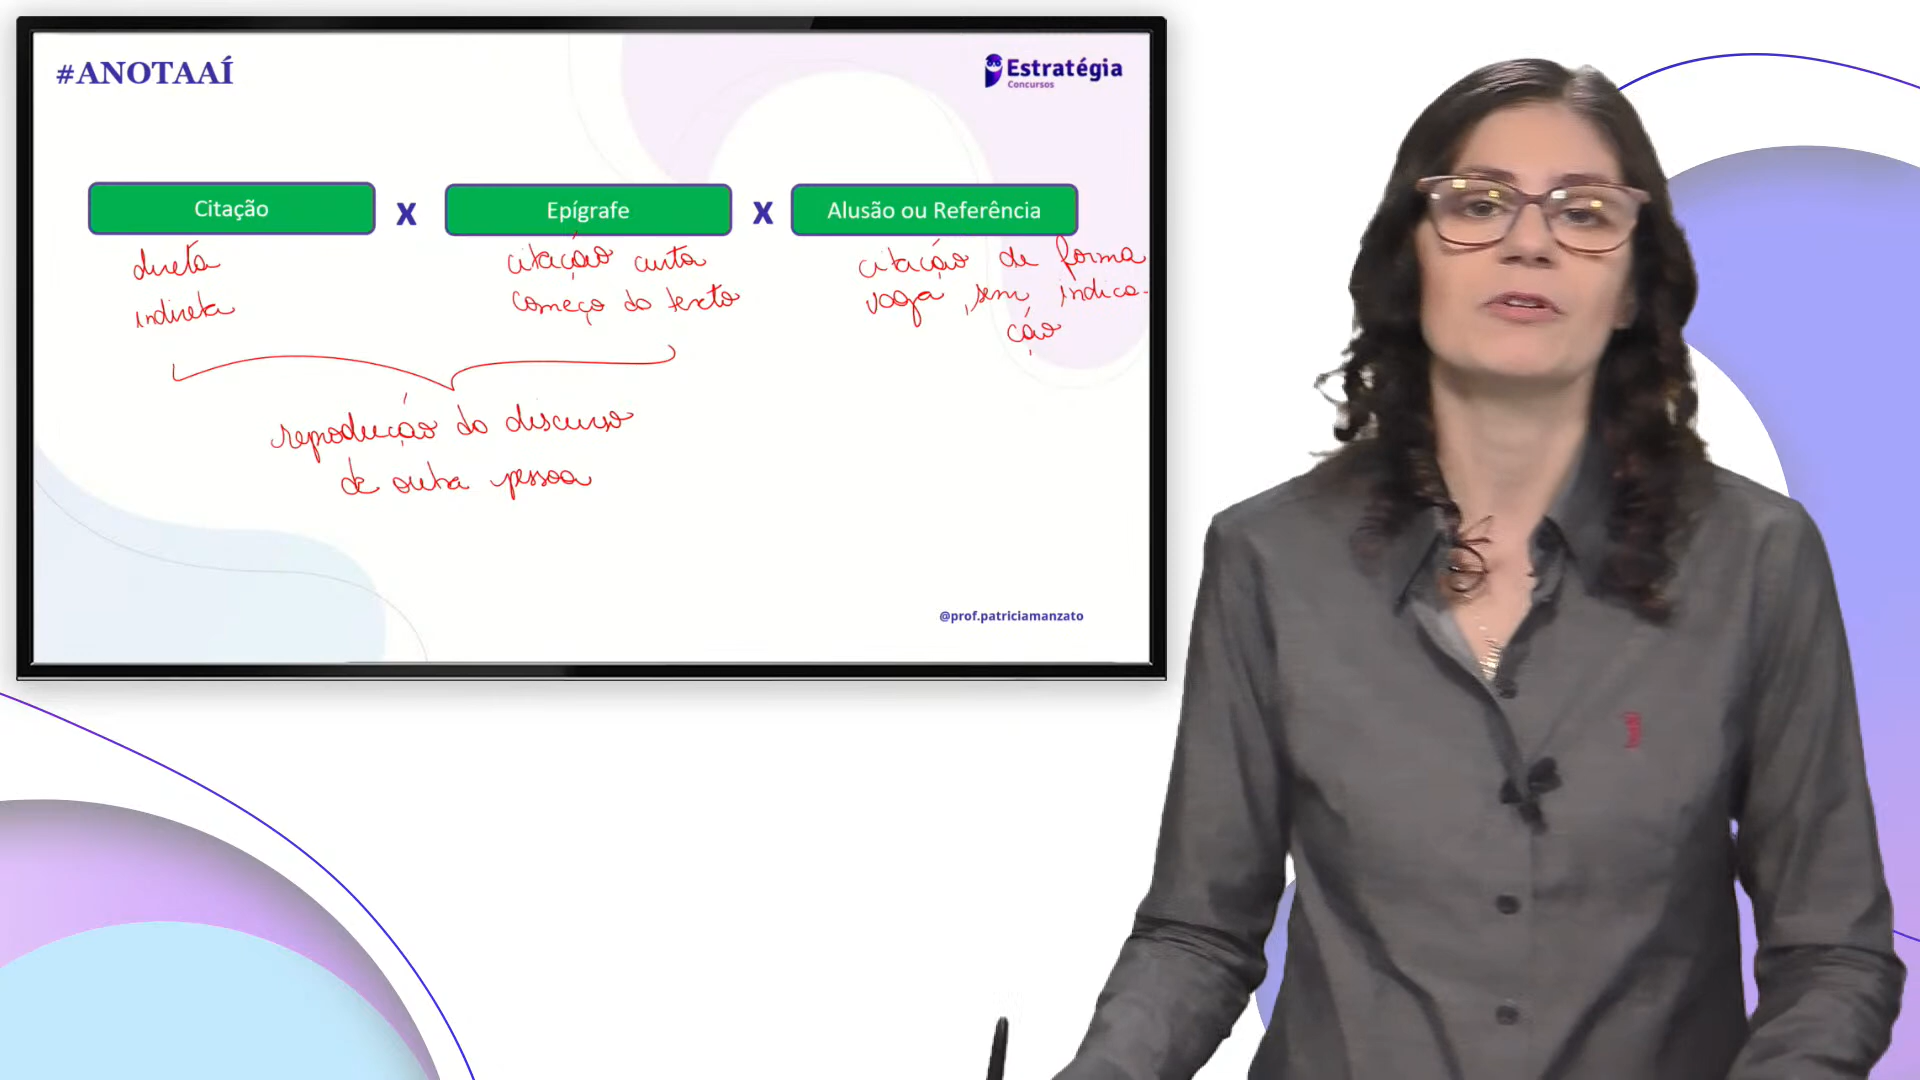 #ANOTAAÍ
Estratégia
Concursos
Citação
X
Epígrafe
X
Alusão ou Referência
direta
indireta
citação curta
começo do texto
citação de forma
vaga, sem indica-
ção
reprodução do discurso
de outra pessoa
@prof.patriciamanzato